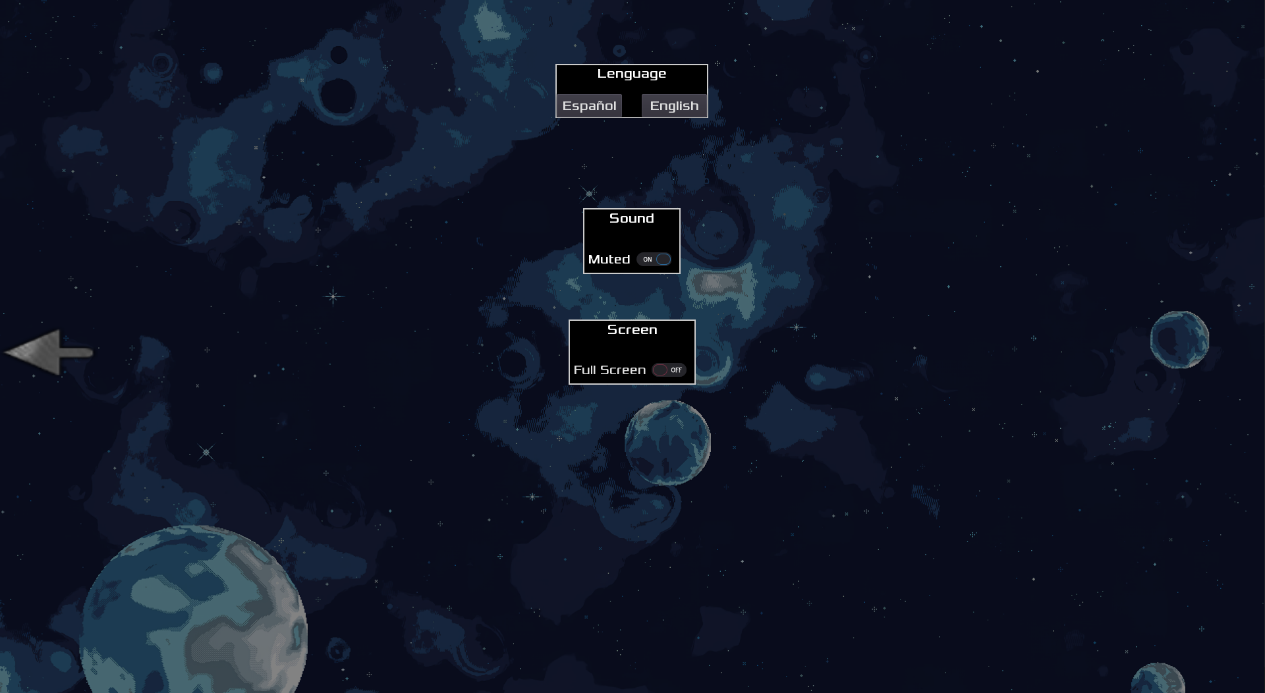 Lenguage
Español English
Sound
Muted ON
Screen
Full Screen OFF